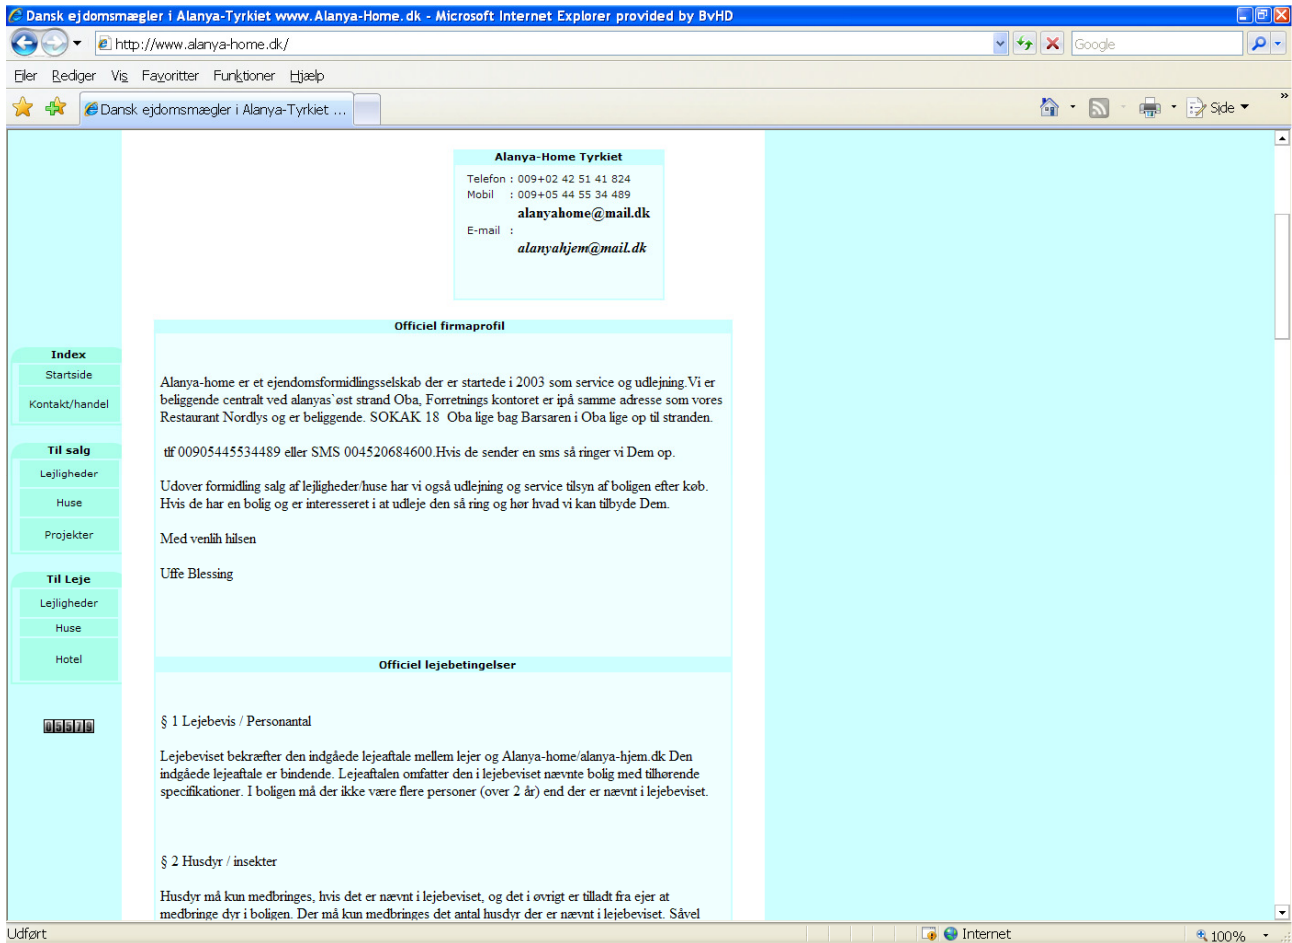 Dansk ejdomsmægler i Alanya-Tyrkiet www.Alanya-Home.dk - Microsoft Internet Explorer provided by BvHD
http://www.alanya-home.dk/
Google
Filer Rediger Vis Favoritter Funktioner Hjælp
Dansk ejdomsmægler i Alanya-Tyrkiet ...
Side
»
Alanya-Home Tyrkiet
Telefon : 009+02 42 51 41 824
Mobil : 009+05 44 55 34 489
alanyahome@mail.dk
E-mail :
alanyahjem@mail.dk
Officiel firmaprofil
Alanya-home er et ejendomsformidlingsselskab der er startede i 2003 som service og udlejning.Vi er
beliggende centralt ved alanyas`øst strand Oba, Forretnings kontoret er ipå samme adresse som vores
Restaurant Nordlys og er beliggende. SOKAK 18 Oba lige bag Barsaren i Oba lige op til stranden.
tlf 00905445534489 eller SMS 004520684600.Hvis de sender en sms så ringer vi Dem op.
Udover formidling salg af lejligheder/huse har vi også udlejning og service tilsyn af boligen efter køb.
Hvis de har en bolig og er interesseret i at udleje den så ring og hør hvad vi kan tilbyde Dem.
Med venlih hilsen
Uffe Blessing
Index
Startside
Kontakt/handel
Til salg
Lejligheder
Huse
Projekter
Til Leje
Lejligheder
Huse
Hotel
05579
Officiel lejebetingelser
§ 1 Lejebevis / Personantal
Lejebeviset bekræfter den indgåede lejeaftale mellem lejer og Alanya-home/alanya-hjem.dk Den
indgåede lejeaftale er bindende. Lejeaftalen omfatter den i lejebeviset nævnte bolig med tilhørende
specifikationer. I boligen må der ikke være flere personer (over 2 år) end der er nævnt i lejebeviset.
§ 2 Husdyr / insekter
Husdyr må kun medbringes, hvis det er nævnt i lejebeviset, og det i øvrigt er tilladt fra ejer at
medbringe dyr i boligen. Der må kun medbringes det antal husdyr der er nævnt i lejebeviset. Såvel
Udført
Internet
100%